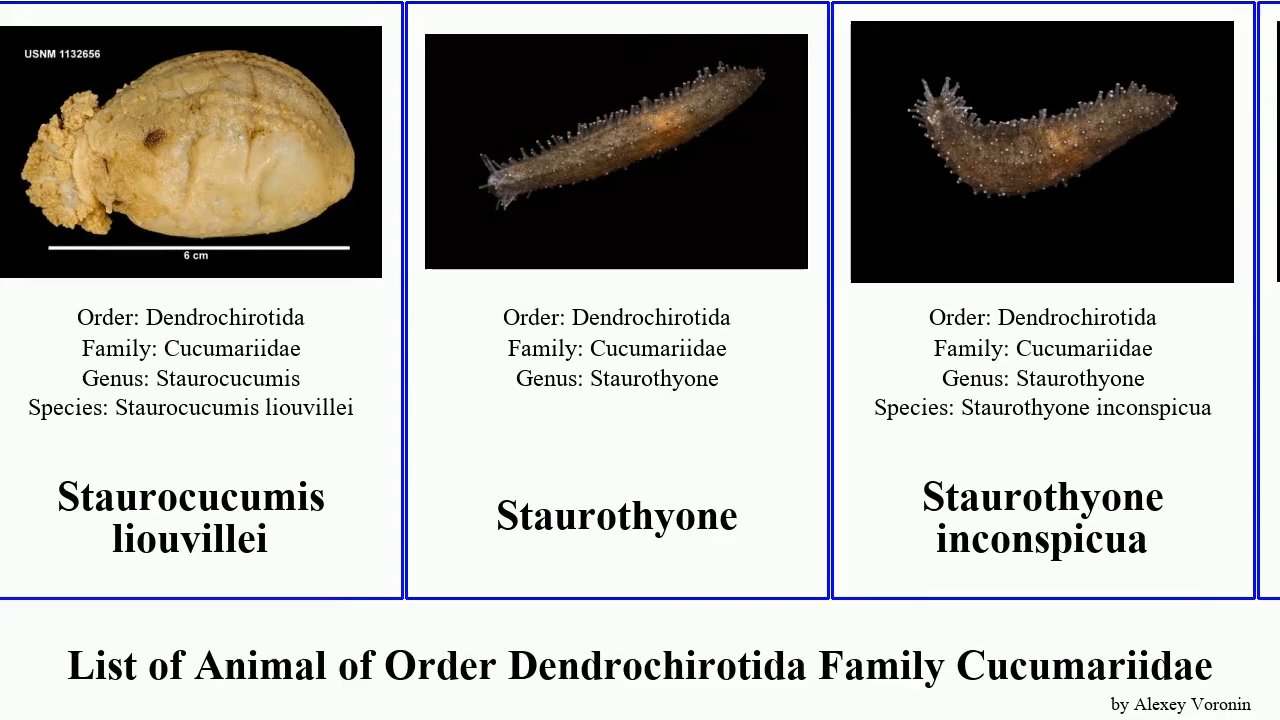 USNM 1132656
6 cm
Order: Dendrochirotida
Family: Cucumariidae
Genus: Staurocucumis
Species: Staurocucumis liouvillei
Staurocucumis
liouvillei
Order: Dendrochirotida
Family: Cucumariidae
Genus: Staurothyone
Staurothyone
Order: Dendrochirotida
Family: Cucumariidae
Genus: Staurothyone
Species: Staurothyone inconspicua
Staurothyone
inconspicua
List of Animal of Order Dendrochirotida Family Cucumariidae
by Alexey Voronin